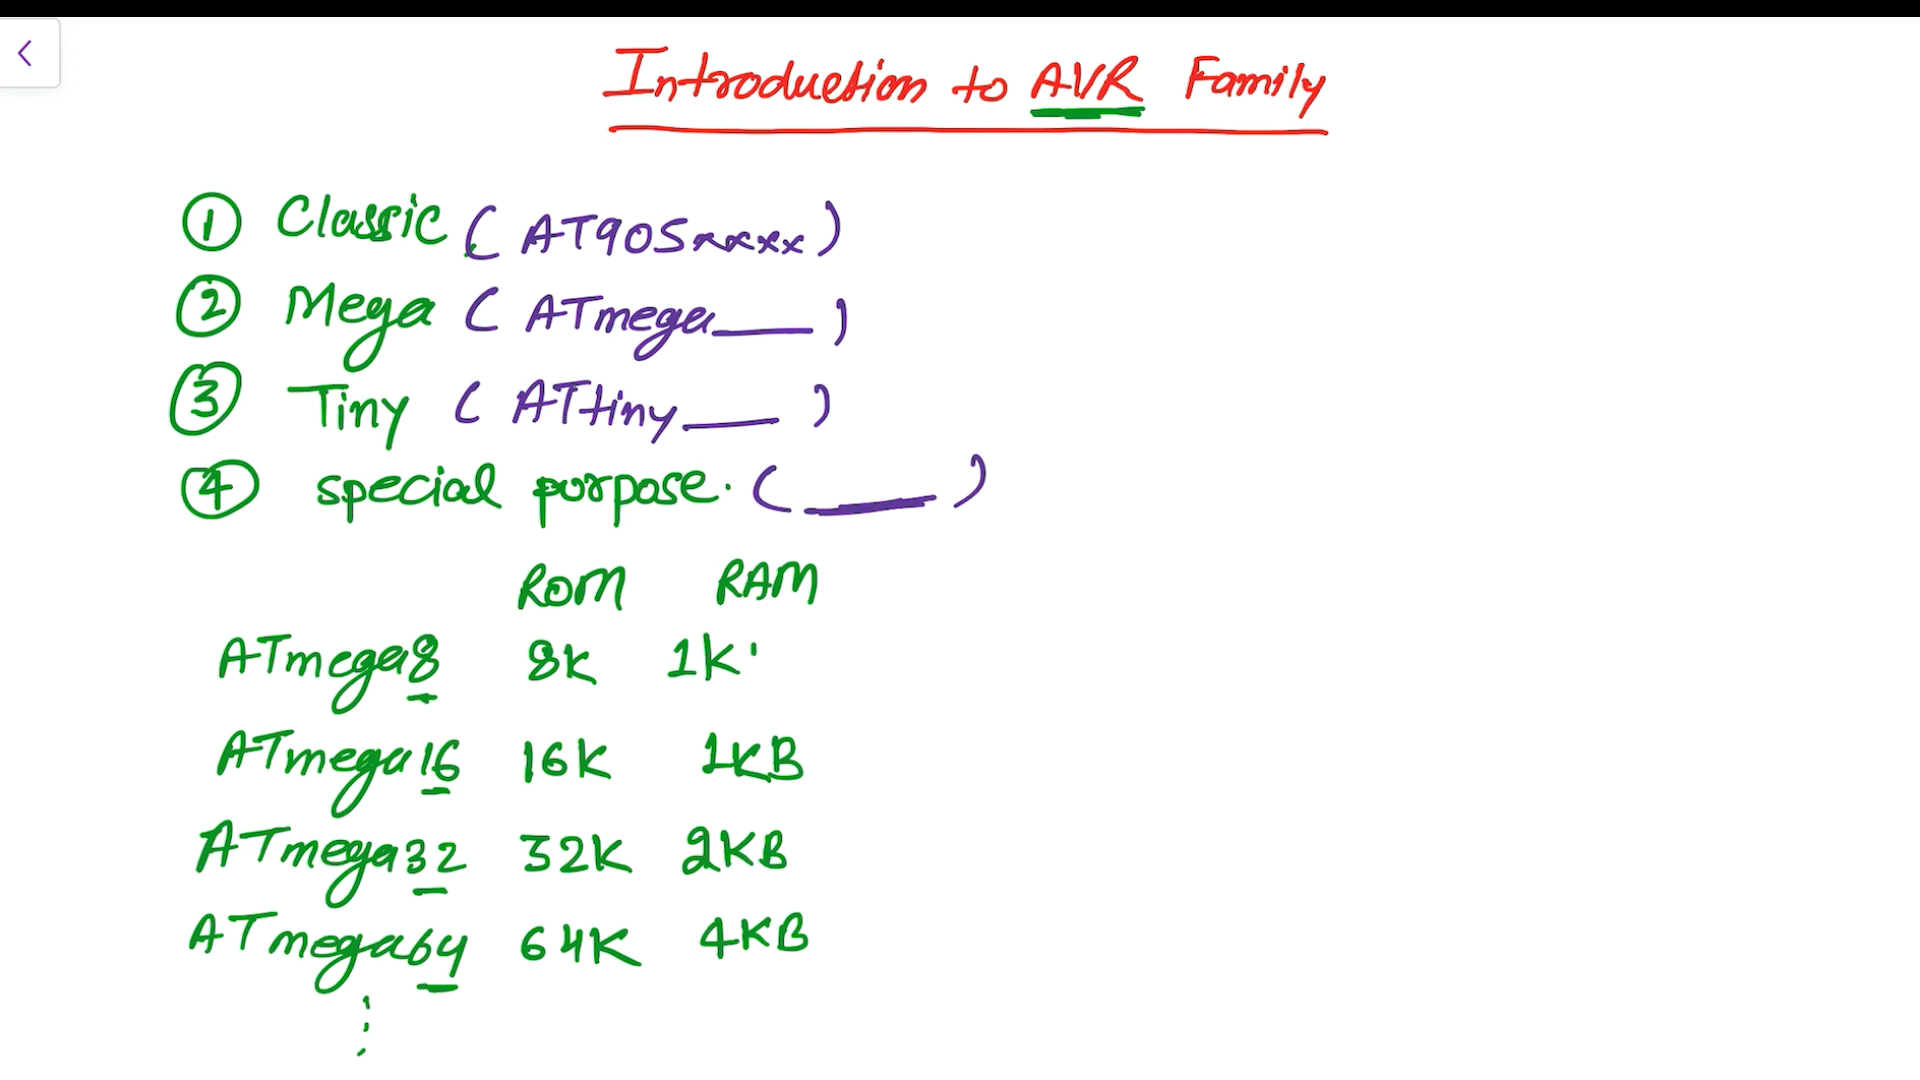 Introduction to AVR Family
① Classic (AT90Sxxxx)
② Mega (ATmega___)
③ Tiny (ATtiny___)
④ special purpose. (____)
ROM RAM
ATmega8 8K 1K
ATmega16 16K 1KB
ATmega32 32K 2KB
ATmega64 64K 4KB